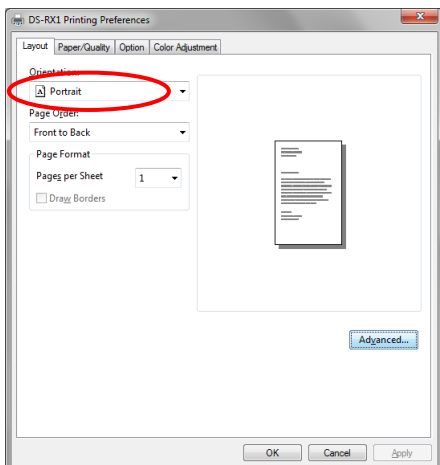 DS-RX1 Printing Preferences
Layout Paper/Quality Option Color Adjustment
Orientation:
Portrait
Page Order:
Front to Back
Page Format
Pages per Sheet 1
Draw Borders
Advanced...
OK Cancel Apply